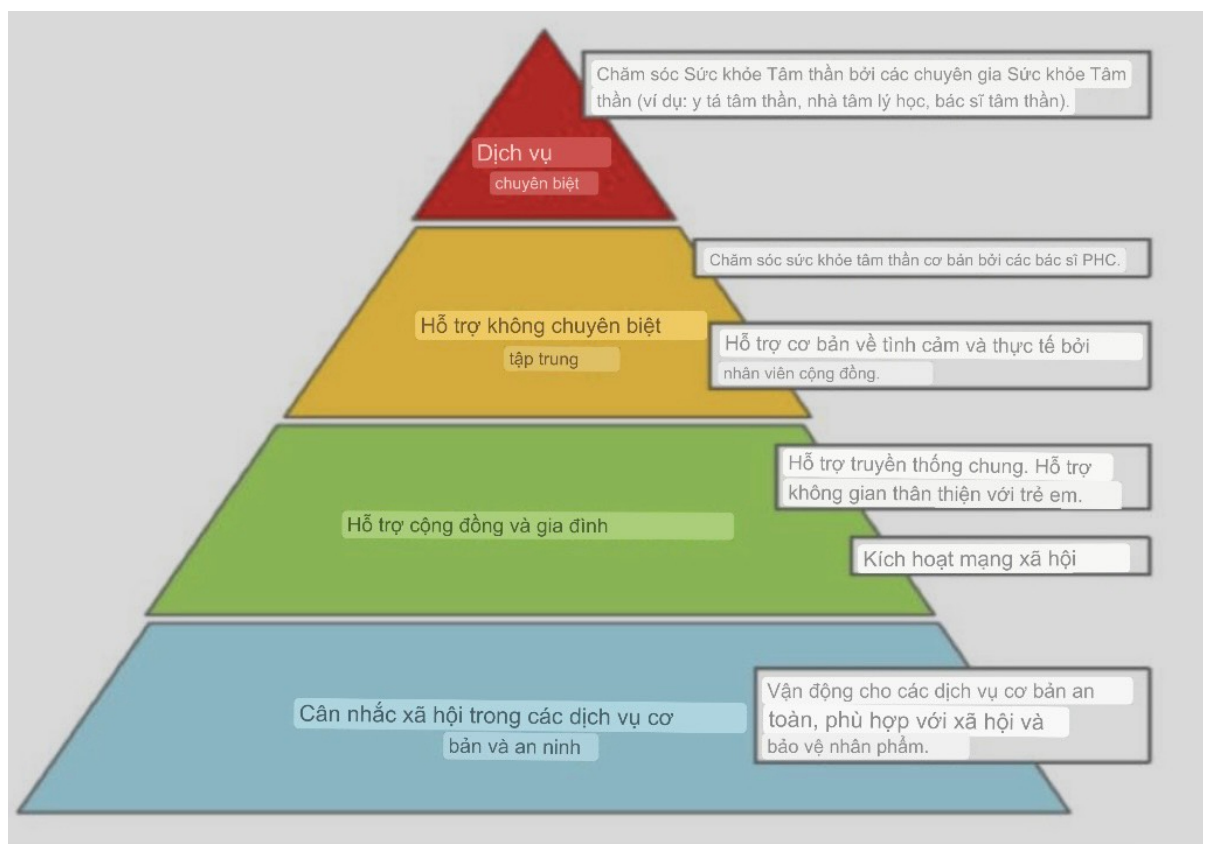 Chăm sóc Sức khỏe Tâm thần bởi các chuyên gia Sức khỏe Tâm
thần (ví dụ: y tá tâm thần, nhà tâm lý học, bác sĩ tâm thần).
Dịch vụ
chuyên biệt
Chăm sóc sức khỏe tâm thần cơ bản bởi các bác sĩ PHC.
Hỗ trợ không chuyên biệt
tập trung
Hỗ trợ cơ bản về tình cảm và thực tế bởi
nhân viên cộng đồng.
Hỗ trợ truyền thống chung. Hỗ trợ
không gian thân thiện với trẻ em.
Hỗ trợ cộng đồng và gia đình
Kích hoạt mạng xã hội
Cân nhắc xã hội trong các dịch vụ cơ
bản và an ninh
Vận động cho các dịch vụ cơ bản an
toàn, phù hợp với xã hội và
bảo vệ nhân phẩm.